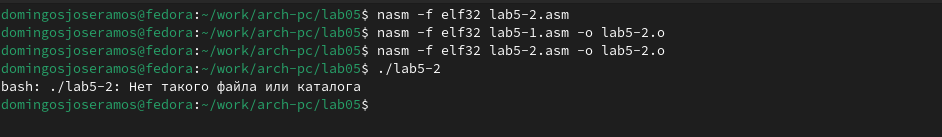 domingosjoseramos@fedora:~/work/arch-pc/lab05$ nasm -f elf32 lab5-2.asm
domingosjoseramos@fedora:~/work/arch-pc/lab05$ nasm -f elf32 lab5-1.asm -o lab5-2.o
domingosjoseramos@fedora:~/work/arch-pc/lab05$ nasm -f elf32 lab5-2.asm -o lab5-2.o
domingosjoseramos@fedora:~/work/arch-pc/lab05$ ./lab5-2
bash: ./lab5-2: Нет такого файла или каталога
domingosjoseramos@fedora:~/work/arch-pc/lab05$